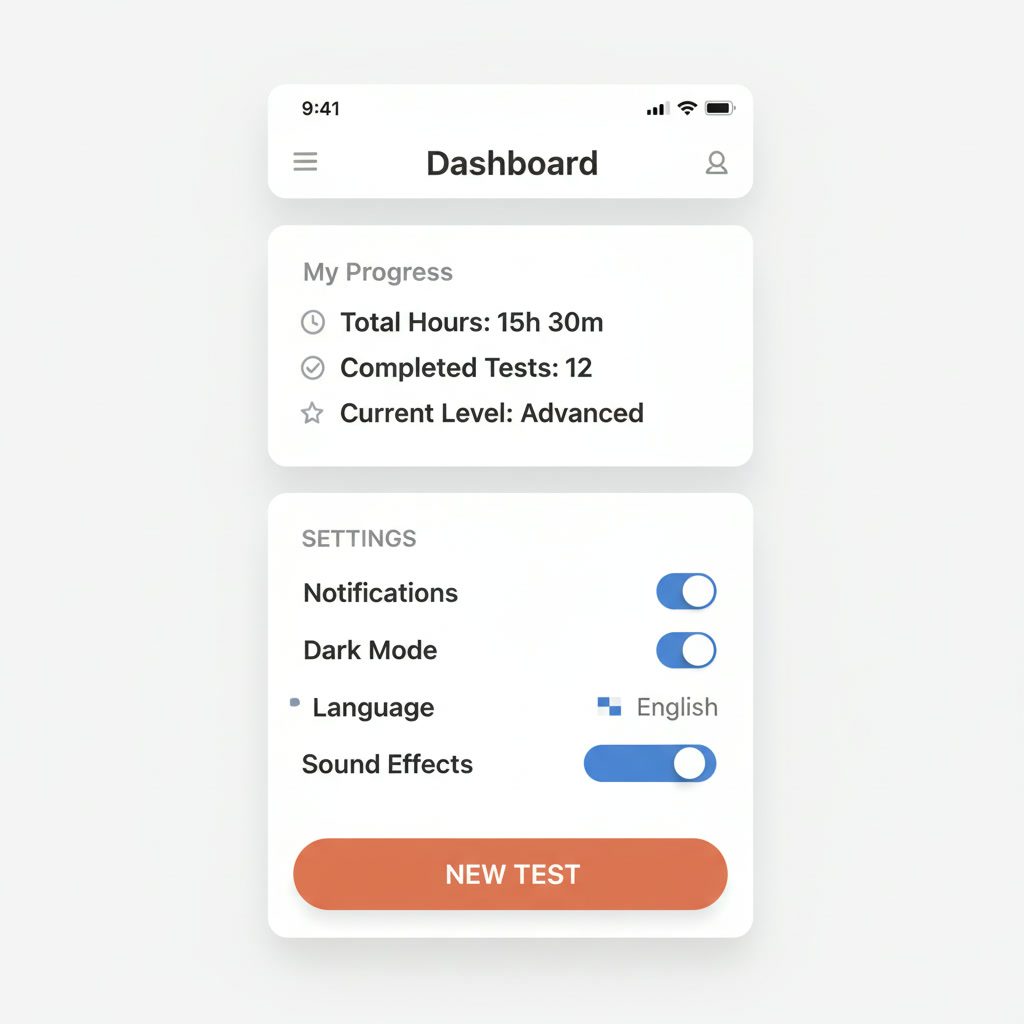 9:41
Dashboard
My Progress
Total Hours: 15h 30m
Completed Tests: 12
Current Level: Advanced
SETTINGS
Notifications
Dark Mode
Language English
Sound Effects
NEW TEST